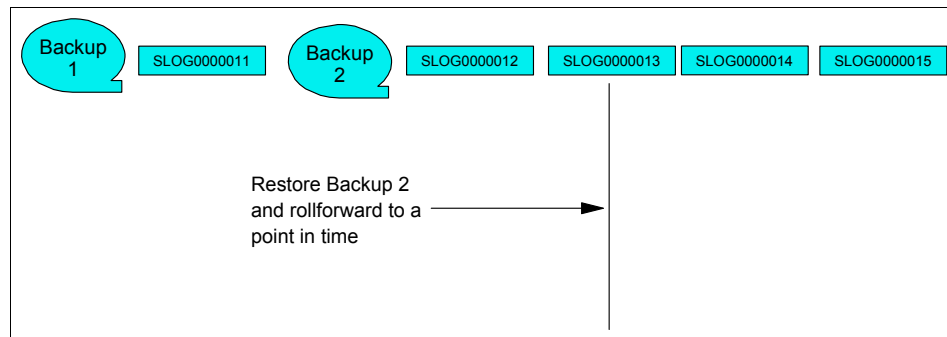 Backup
1
SLOG0000011
Backup
2
SLOG0000012
SLOG0000013
SLOG0000014
SLOG0000015
Restore Backup 2
and rollforward to a
point in time